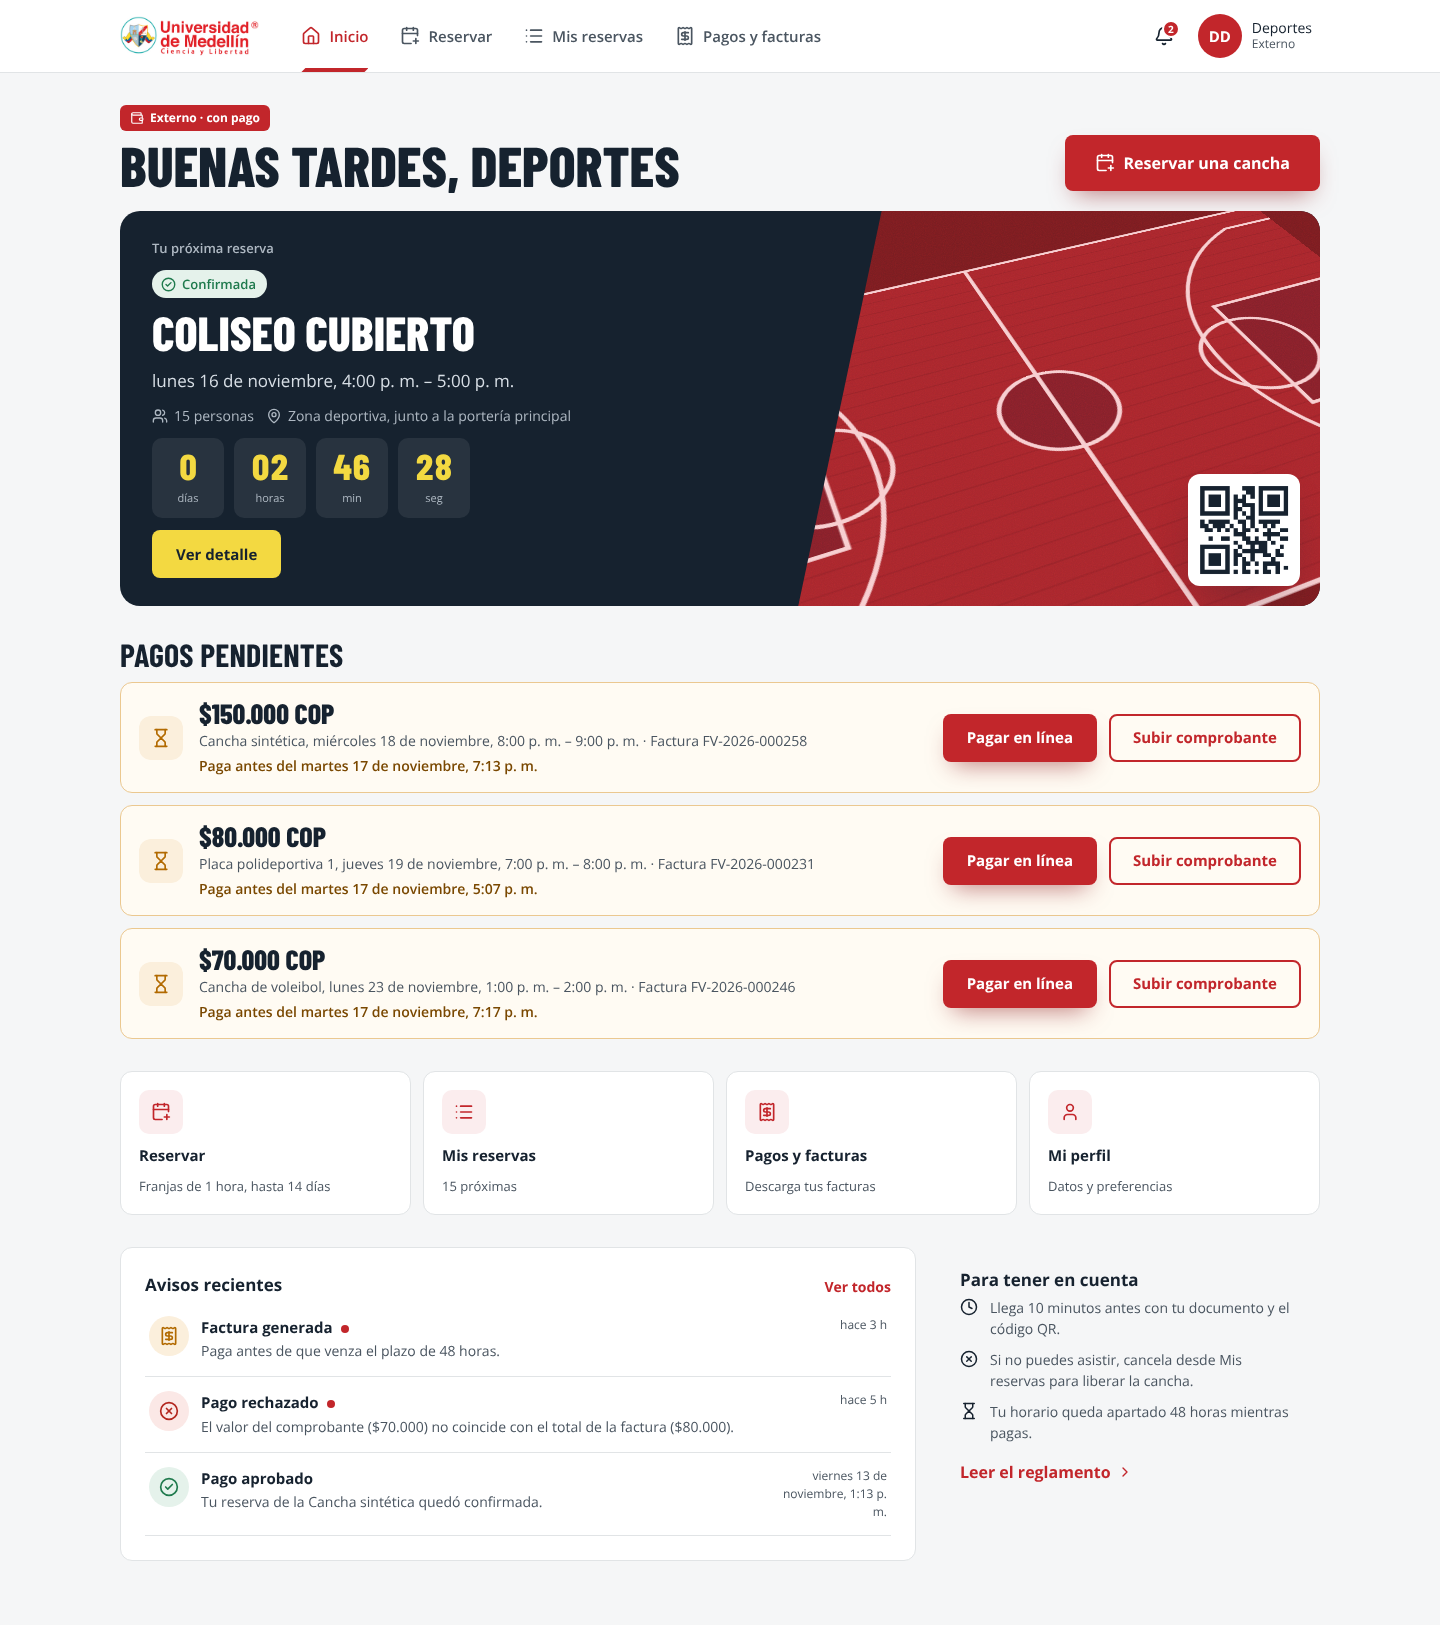 Universidad®
de Medellín
Ciencia y Libertad
Inicio
Reservar
Mis reservas
Pagos y facturas
2
DD
Deportes
Externo
Externo · con pago
BUENAS TARDES, DEPORTES
Reservar una cancha
Tu próxima reserva
Confirmada
COLISEO CUBIERTO
lunes 16 de noviembre, 4:00 p. m. – 5:00 p. m.
15 personas
Zona deportiva, junto a la portería principal
0
02
46
28
días
horas
min
seg
Ver detalle
PAGOS PENDIENTES
$150.000 COP
Cancha sintética, miércoles 18 de noviembre, 8:00 p. m. – 9:00 p. m. · Factura FV-2026-000258
Paga antes del martes 17 de noviembre, 7:13 p. m.
Pagar en línea
Subir comprobante
$80.000 COP
Placa polideportiva 1, jueves 19 de noviembre, 7:00 p. m. – 8:00 p. m. · Factura FV-2026-000231
Paga antes del martes 17 de noviembre, 5:07 p. m.
Pagar en línea
Subir comprobante
$70.000 COP
Cancha de voleibol, lunes 23 de noviembre, 1:00 p. m. – 2:00 p. m. · Factura FV-2026-000246
Paga antes del martes 17 de noviembre, 7:17 p. m.
Pagar en línea
Subir comprobante
Reservar
Franjas de 1 hora, hasta 14 días
Mis reservas
15 próximas
Pagos y facturas
Descarga tus facturas
Mi perfil
Datos y preferencias
Avisos recientes
Ver todos
Factura generada
hace 3 h
Paga antes de que venza el plazo de 48 horas.
Pago rechazado
hace 5 h
El valor del comprobante ($70.000) no coincide con el total de la factura ($80.000).
Pago aprobado
Tu reserva de la Cancha sintética quedó confirmada.
viernes 13 de
noviembre, 1:13 p.
m.
Para tener en cuenta
Llega 10 minutos antes con tu documento y el
código QR.
Si no puedes asistir, cancela desde Mis
reservas para liberar la cancha.
Tu horario queda apartado 48 horas mientras
pagas.
Leer el reglamento